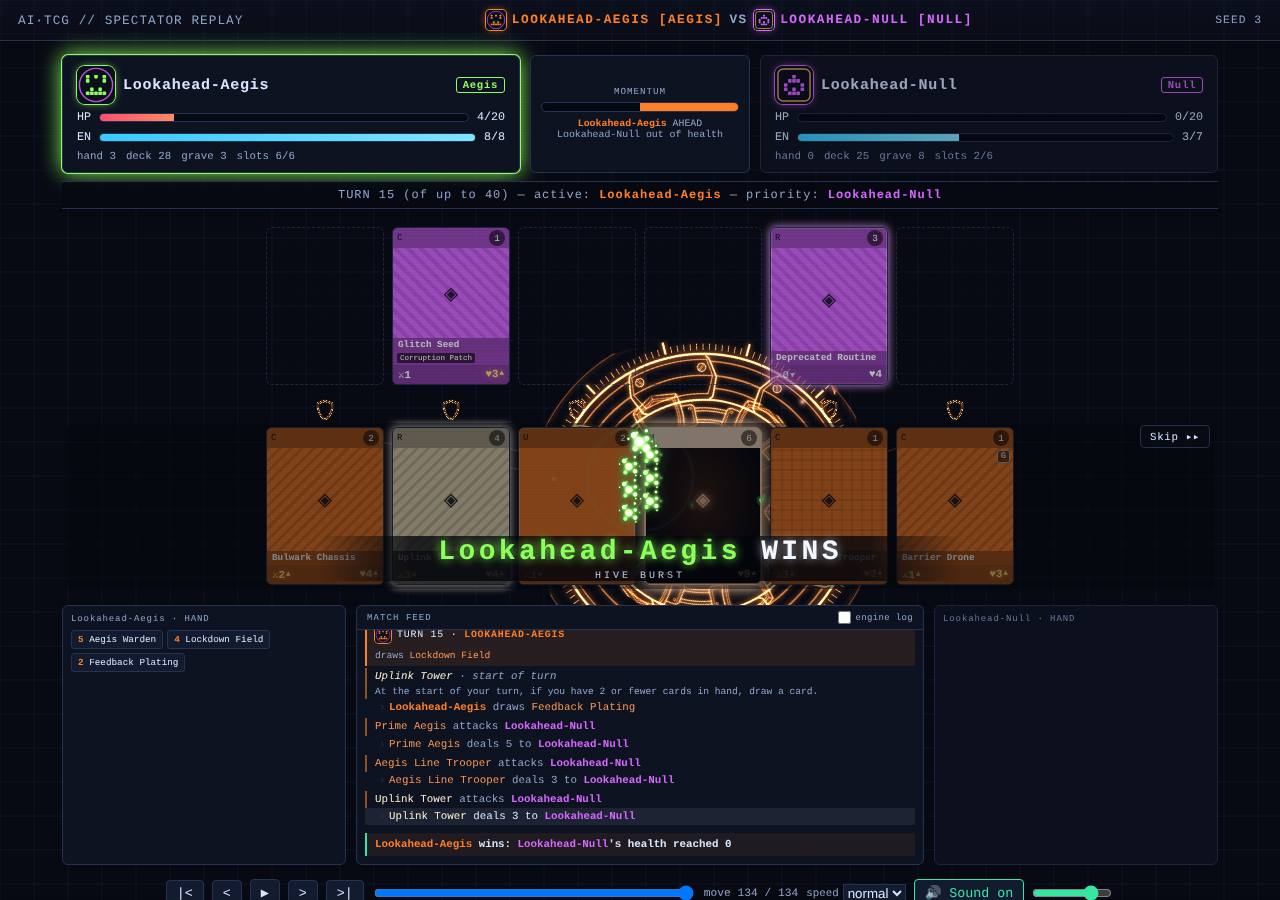 AI·TCG // SPECTATOR REPLAY
LOOKAHEAD-AEGIS [AEGIS] VS LOOKAHEAD-NULL [NULL]
SEED 3
Lookahead-Aegis
Aegis
HP 4/20
EN 8/8
hand 3 deck 28 grave 3 slots 6/6
MOMENTUM
Lookahead-Aegis AHEAD
Lookahead-Null out of health
Lookahead-Null
Null
HP 0/20
EN 3/7
hand 0 deck 25 grave 8 slots 2/6
TURN 15 (of up to 40) — active: Lookahead-Aegis — priority: Lookahead-Null
C 1
Glitch Seed
Corruption Patch
⚔1 ♥3▲
R 3
Deprecated Routine
⚔0▼ ♥4
C 2
Bulwark Chassis
⚔2▲ ♥4▲
R 4
Uplink
U 2
6
C 1
Trooper
C 1
G
Barrier Drone
⚔1▲ ♥3▲
Skip ▸▸
Lookahead-Aegis WINS
HIVE BURST
Lookahead-Aegis · HAND
5 Aegis Warden
4 Lockdown Field
2 Feedback Plating
MATCH FEED
engine log
TURN 15 · LOOKAHEAD-AEGIS
draws Lockdown Field
Uplink Tower · start of turn
At the start of your turn, if you have 2 or fewer cards in hand, draw a card.
Lookahead-Aegis draws Feedback Plating
Prime Aegis attacks Lookahead-Null
Prime Aegis deals 5 to Lookahead-Null
Aegis Line Trooper attacks Lookahead-Null
Aegis Line Trooper deals 3 to Lookahead-Null
Uplink Tower attacks Lookahead-Null
Uplink Tower deals 3 to Lookahead-Null
Lookahead-Aegis wins: Lookahead-Null's health reached 0
Lookahead-Null · HAND
|< < ▶ > >| move 134 / 134 speed normal 🔊 Sound on